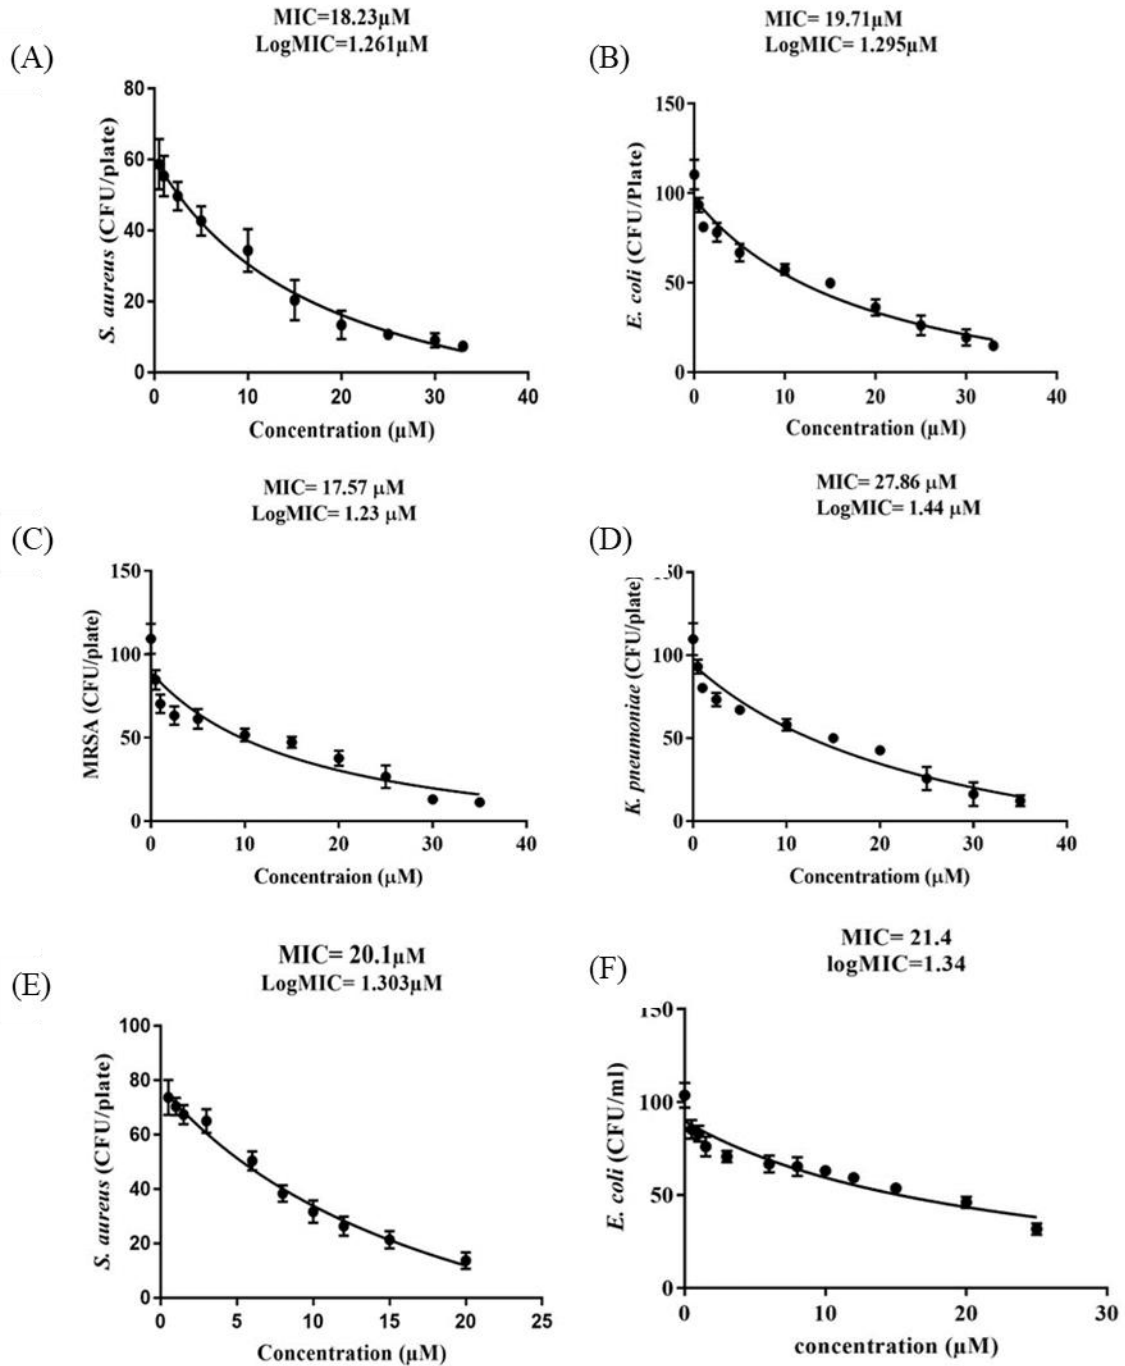 MIC=18.23µM
LogMIC=1.261µM
(A)
80
60
40
20
0
S. aureus (CFU/plate)
0 10 20 30 40
Concentration (µM)
MIC= 19.71µM
LogMIC= 1.295µM
(B)
150
100
50
0
E. coli (CFU/Plate)
0 10 20 30 40
Concentration (µM)
MIC= 17.57 µM
LogMIC= 1.23 µM
(C)
150
100
50
0
MRSA (CFU/plate)
0 10 20 30 40
Concentraion (µM)
MIC= 27.86 µM
LogMIC= 1.44 µM
(D)
50
100
50
0
K. pneumoniae (CFU/plate)
0 10 20 30 40
Concentratiom (µM)
MIC= 20.1µM
LogMIC= 1.303µM
(E)
100
80
60
40
20
0
S. aureus (CFU/plate)
0 5 10 15 20 25
Concentration (µM)
MIC= 21.4
logMIC=1.34
(F)
150
100
50
0
E. coli (CFU/ml)
0 10 20 30
concentration (µM)